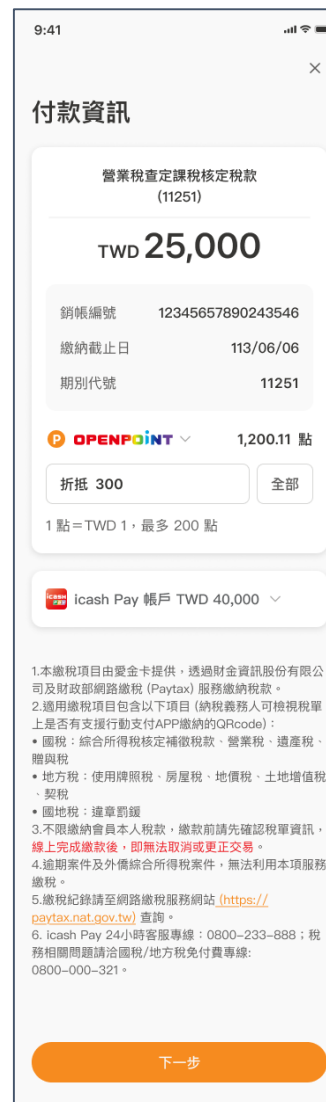 9:41
付款資訊
營業稅查定課稅核定稅款
(11251)
TWD 25,000
銷帳編號 12345657890243546
繳納截止日 113/06/06
期別代號 11251
P OPENPOINT 1,200.11 點
折抵 300 全部
1 點＝TWD 1，最多 200 點
icash Pay 帳戶 TWD 40,000
1.本繳稅項目由愛金卡提供，透過財金資訊股份有限公
司及財政部網路繳稅 (Paytax) 服務繳納稅款。
2.適用繳稅項目包含以下項目 (納稅義務人可檢視稅單
上是否有支援行動支付APP繳納的QRcode)：
• 國稅：綜合所得稅核定補徵稅款、營業稅、遺產稅、
贈與稅
• 地方稅：使用牌照稅、房屋稅、地價稅、土地增值稅
、契稅
• 國地稅：違章罰鍰
3.不限繳納會員本人稅款，繳款前請先確認稅單資訊，
線上完成繳款後，即無法取消或更正交易。
4.逾期案件及外僑綜合所得稅案件，無法利用本項服務
繳稅。
5.繳稅紀錄請至網路繳稅服務網站 (https://
paytax.nat.gov.tw) 查詢。
6. icash Pay 24小時客服專線：0800-233-888；稅
務相關問題請洽國稅/地方稅免付費專線:
0800-000-321。
下一步